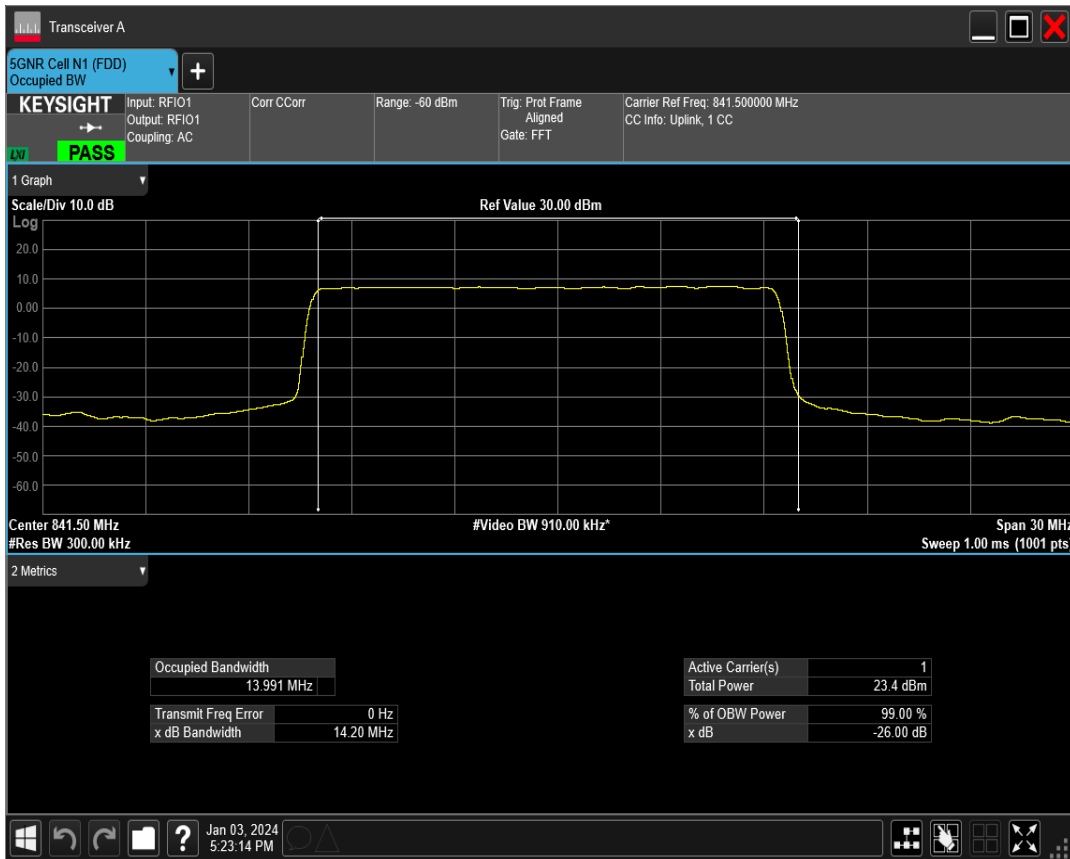 Transceiver A
5GNR Cell N1 (FDD)
Occupied BW
KEYSIGHT
LXI
PASS
Input: RFIO1
Output: RFIO1
Coupling: AC
Corr CCorr
Range: -60 dBm
Trig: Prot Frame
Aligned
Gate: FFT
Carrier Ref Freq: 841.500000 MHz
CC Info: Uplink, 1 CC
1 Graph
Scale/Div 10.0 dB
Ref Value 30.00 dBm
Log
20.0
10.0
0.00
-10.0
-20.0
-30.0
-40.0
-50.0
-60.0
Center 841.50 MHz
#Video BW 910.00 kHz*
Span 30 MHz
#Res BW 300.00 kHz
Sweep 1.00 ms (1001 pts)
2 Metrics
Occupied Bandwidth
13.991 MHz
Transmit Freq Error 0 Hz
x dB Bandwidth 14.20 MHz
Active Carrier(s) 1
Total Power 23.4 dBm
% of OBW Power 99.00 %
x dB -26.00 dB
?
Jan 03, 2024
5:23:14 PM